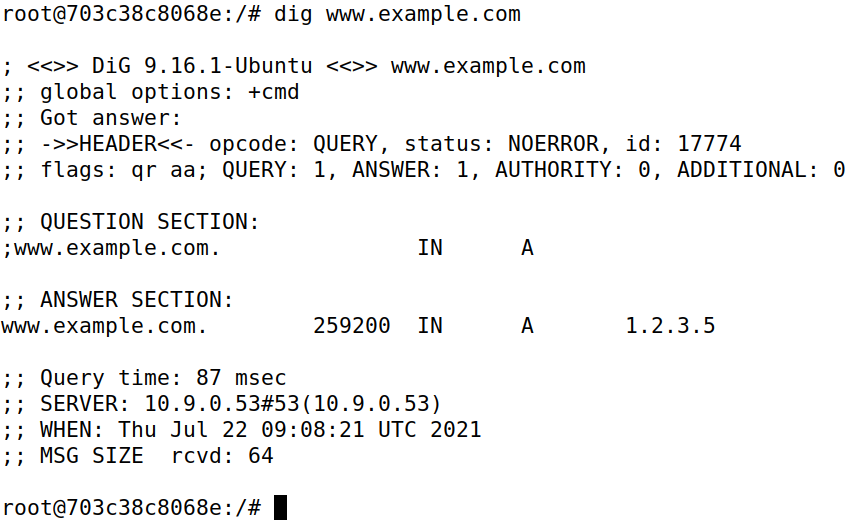 root@703c38c8068e:/# dig www.example.com
; <<>> DiG 9.16.1-Ubuntu <<>> www.example.com
;; global options: +cmd
;; Got answer:
;; ->>HEADER<<- opcode: QUERY, status: NOERROR, id: 17774
;; flags: qr aa; QUERY: 1, ANSWER: 1, AUTHORITY: 0, ADDITIONAL: 0
;; QUESTION SECTION:
;www.example.com. IN A
;; ANSWER SECTION:
www.example.com. 259200 IN A 1.2.3.5
;; Query time: 87 msec
;; SERVER: 10.9.0.53#53(10.9.0.53)
;; WHEN: Thu Jul 22 09:08:21 UTC 2021
;; MSG SIZE  rcvd: 64
root@703c38c8068e:/#